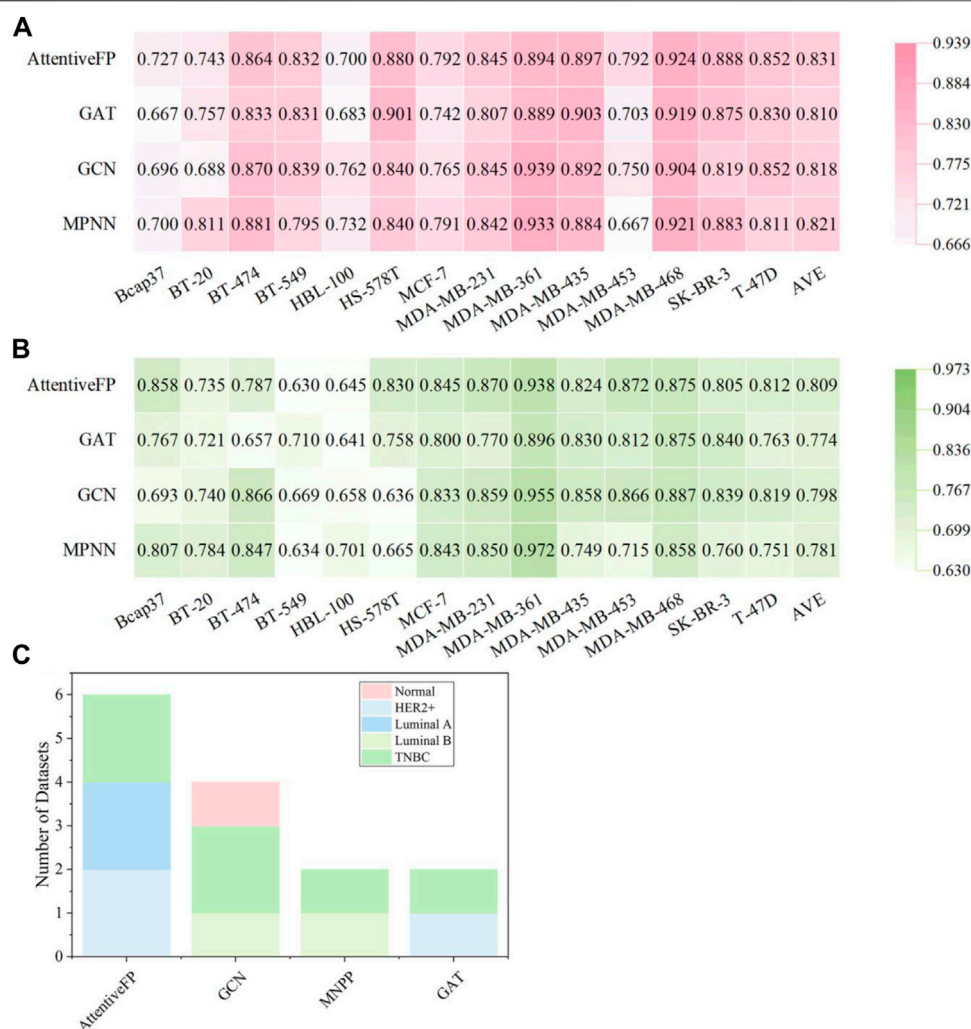 A
AttentiveFP 0.727 0.743 0.864 0.832 0.700 0.880 0.792 0.845 0.894 0.897 0.792 0.924 0.888 0.852 0.831
GAT 0.667 0.757 0.833 0.831 0.683 0.901 0.742 0.807 0.889 0.903 0.703 0.919 0.875 0.830 0.810
GCN 0.696 0.688 0.870 0.839 0.762 0.840 0.765 0.845 0.939 0.892 0.750 0.904 0.819 0.852 0.818
MPNN 0.700 0.811 0.881 0.795 0.732 0.840 0.791 0.842 0.933 0.884 0.667 0.921 0.883 0.811 0.821
Bcap37 BT-20 BT-474 BT-549 HBL-100 HS-578T MCF-7 MDA-MB-231 MDA-MB-361 MDA-MB-435 MDA-MB-453 MDA-MB-468 SK-BR-3 T-47D AVE
0.939
0.884
0.830
0.775
0.721
0.666
B
AttentiveFP 0.858 0.735 0.787 0.630 0.645 0.830 0.845 0.870 0.938 0.824 0.872 0.875 0.805 0.812 0.809
GAT 0.767 0.721 0.657 0.710 0.641 0.758 0.800 0.770 0.896 0.830 0.812 0.875 0.840 0.763 0.774
GCN 0.693 0.740 0.866 0.669 0.658 0.636 0.833 0.859 0.955 0.858 0.866 0.887 0.839 0.819 0.798
MPNN 0.807 0.784 0.847 0.634 0.701 0.665 0.843 0.850 0.972 0.749 0.715 0.858 0.760 0.751 0.781
Bcap37 BT-20 BT-474 BT-549 HBL-100 HS-578T MCF-7 MDA-MB-231 MDA-MB-361 MDA-MB-435 MDA-MB-453 MDA-MB-468 SK-BR-3 T-47D AVE
0.973
0.904
0.836
0.767
0.699
0.630
C
Number of Datasets
6
5
4
3
2
1
0
Normal
HER2+
Luminal A
Luminal B
TNBC
AttentiveFP GCN MNPP GAT